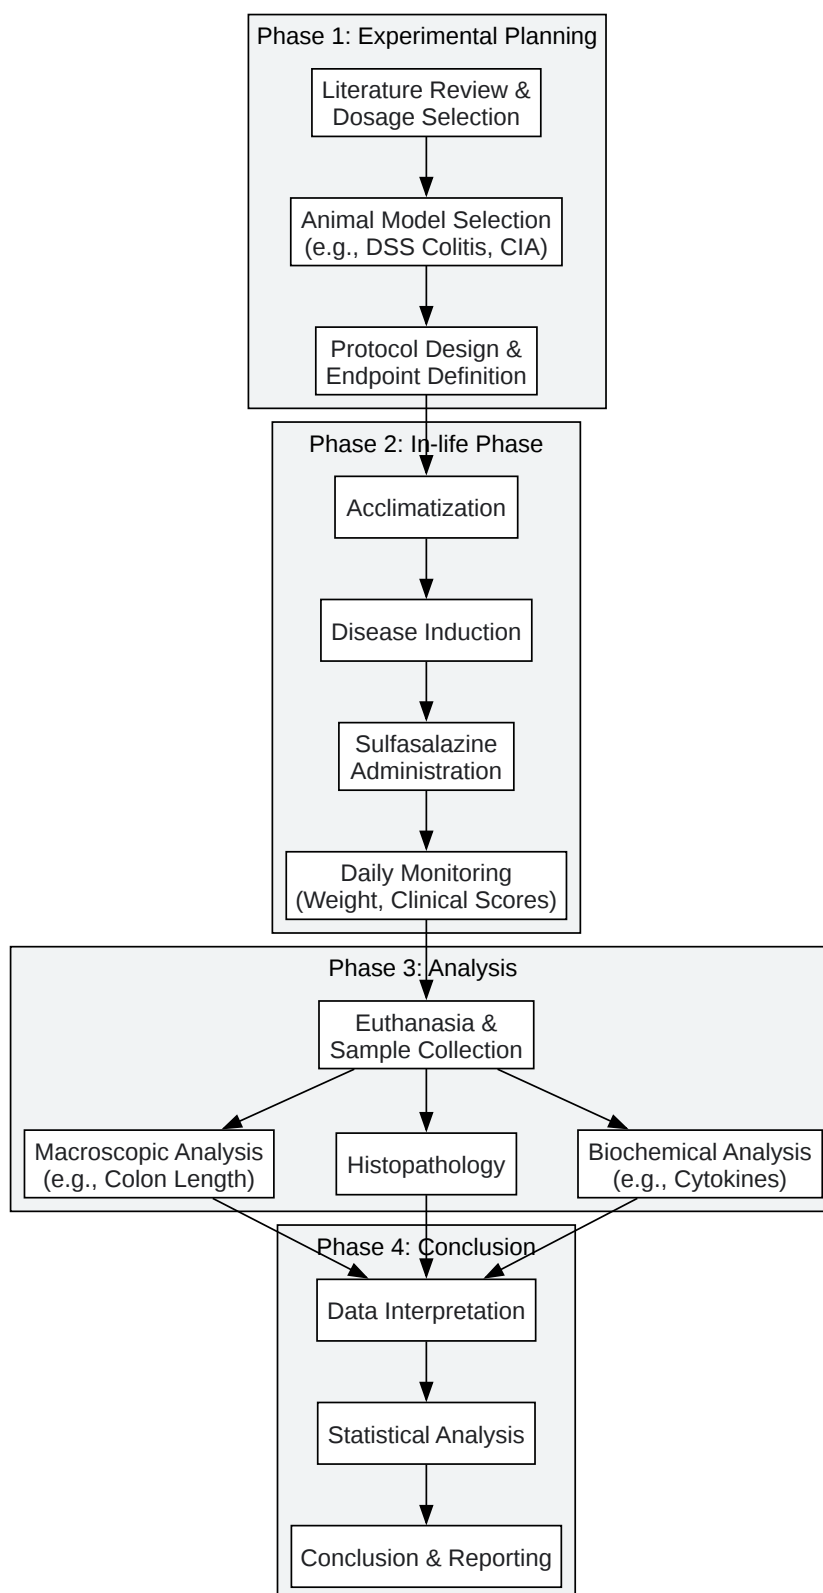 Phase 1: Experimental Planning
Literature Review &
Dosage Selection
Animal Model Selection
(e.g., DSS Colitis, CIA)
Protocol Design &
Endpoint Definition
Phase 2: In-life Phase
Acclimatization
Disease Induction
Sulfasalazine
Administration
Daily Monitoring
(Weight, Clinical Scores)
Phase 3: Analysis
Euthanasia &
Sample Collection
Macroscopic Analysis
(e.g., Colon Length)
Histopathology
Biochemical Analysis
(e.g., Cytokines)
Phase 4: Conclusion
Data Interpretation
Statistical Analysis
Conclusion & Reporting